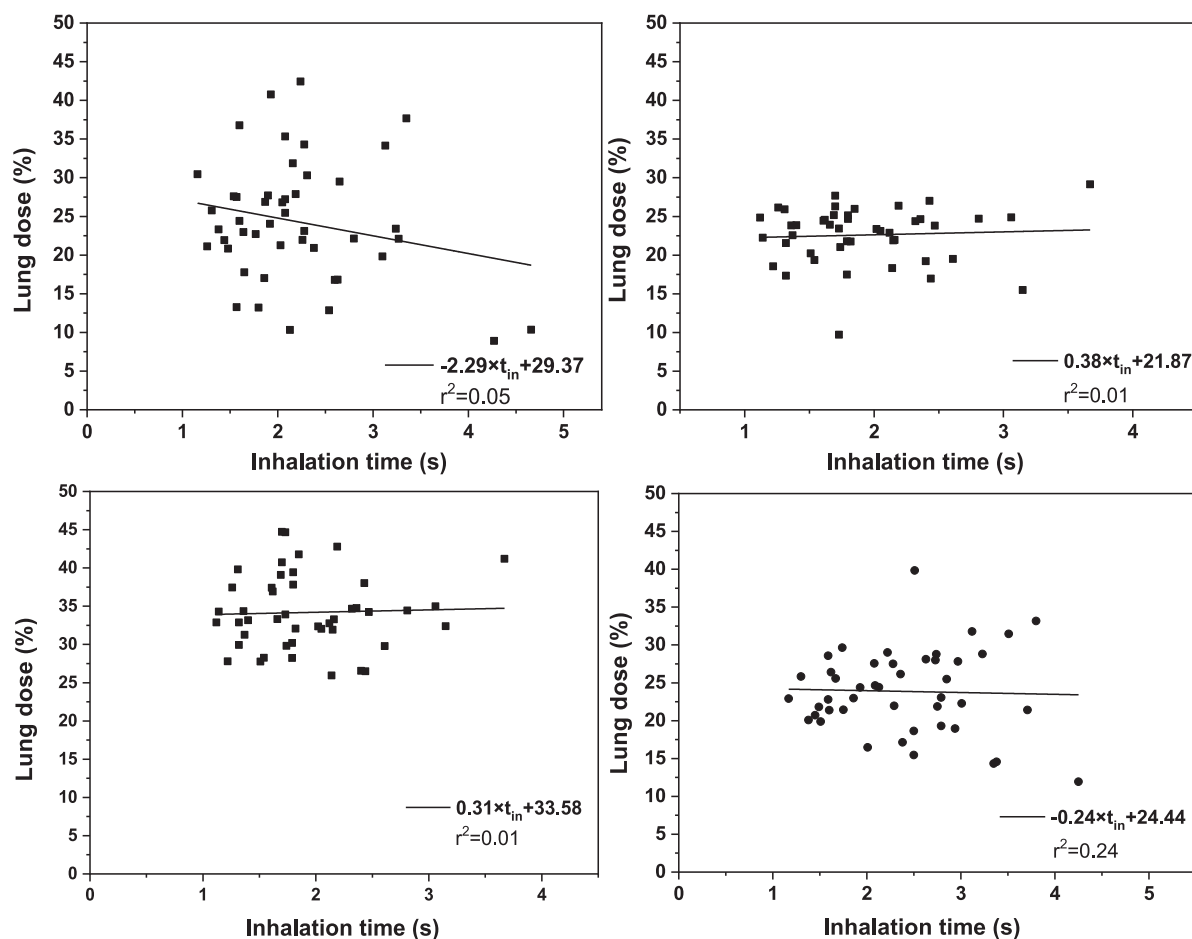 50
45
40
35
30
25
20
15
10
5
0
Lung dose (%)
-2.29×t_in+29.37
r²=0.05
0 1 2 3 4 5
Inhalation time (s)
50
45
40
35
30
25
20
15
10
5
0
Lung dose (%)
0.38×t_in+21.87
r²=0.01
1 2 3 4
Inhalation time (s)
50
45
40
35
30
25
20
15
10
5
0
Lung dose (%)
0.31×t_in+33.58
r²=0.01
0 1 2 3 4
Inhalation time (s)
50
45
40
35
30
25
20
15
10
5
0
Lung dose (%)
-0.24×t_in+24.44
r²=0.24
0 1 2 3 4 5
Inhalation time (s)